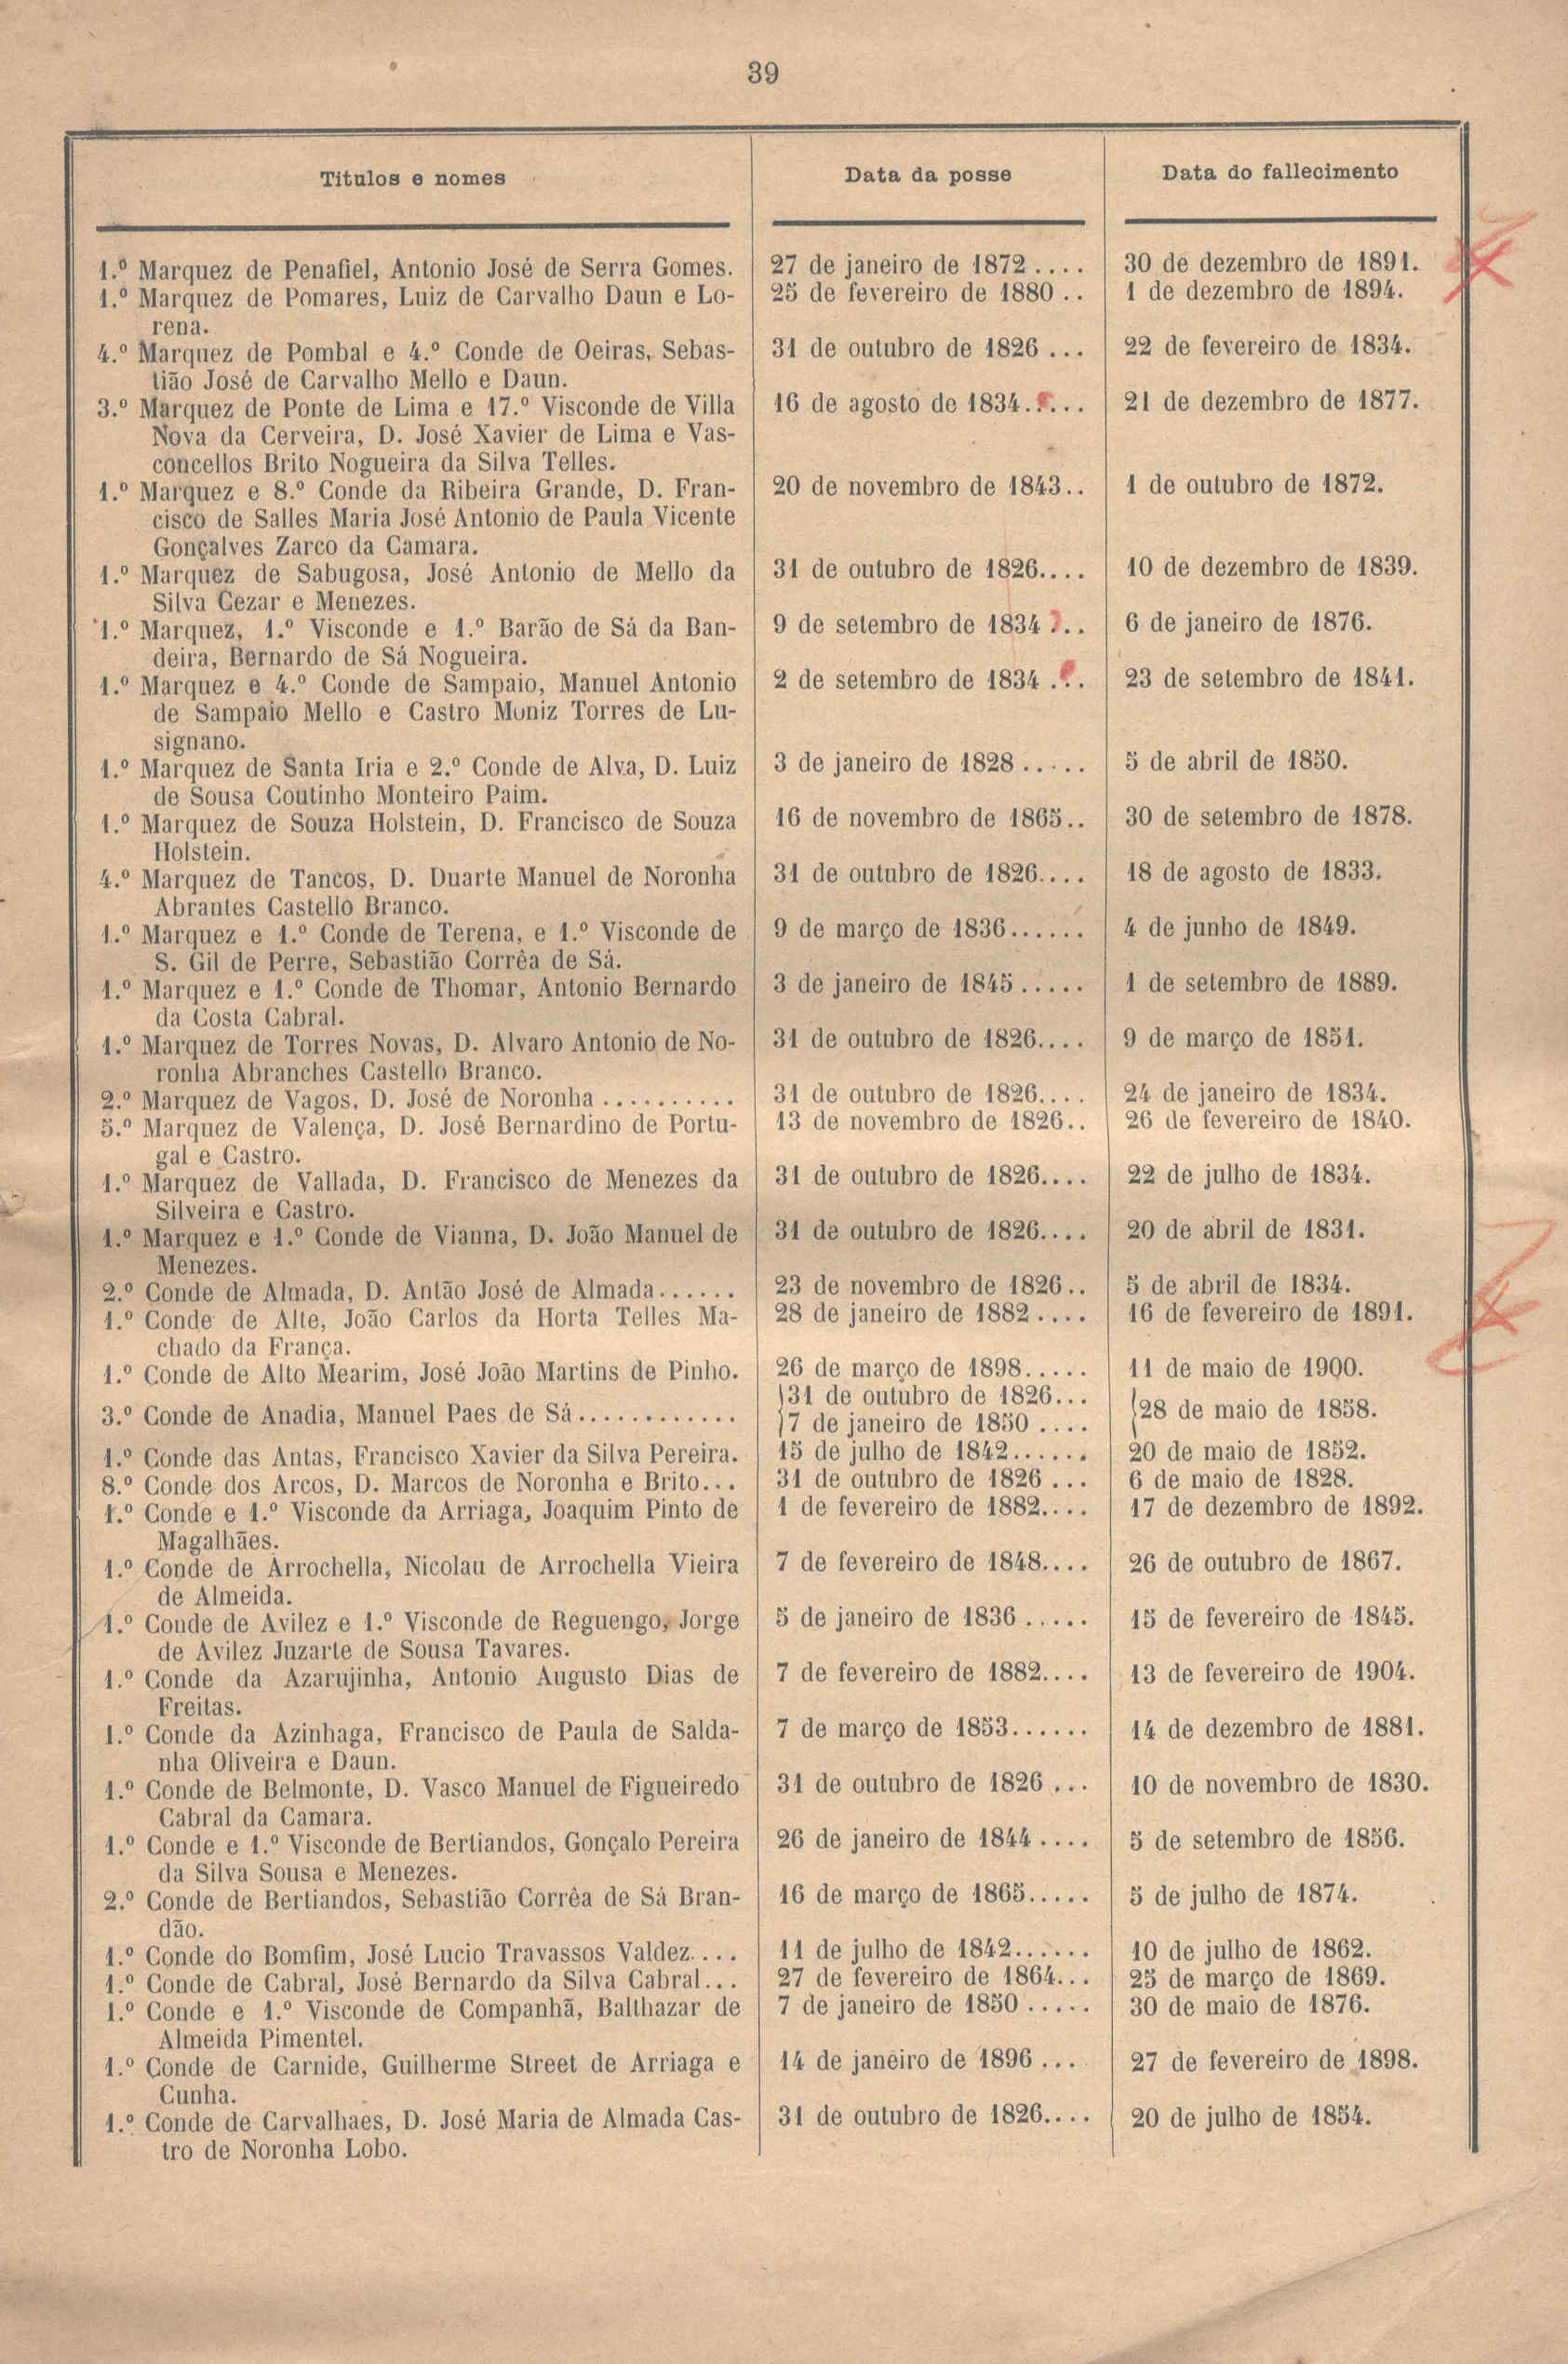 39
Titulos e nomes Data da posse Data do fallecimento
1.º Marquez de Penafiel, Antonio José de Serra Gomes. 27 de janeiro de 1872.... 30 de dezembro de 1891.
1.º Marquez de Pomares, Luiz de Carvalho Daun e Lo- 25 de fevereiro de 1880.. 1 de dezembro de 1894.
rena.
4.º Marquez de Pombal e 4.º Conde de Oeiras, Sebas- 31 de outubro de 1826... 22 de fevereiro de 1834.
tião José de Carvalho Mello e Daun.
3.º Marquez de Ponte de Lima e 17.º Visconde de Villa 16 de agosto de 1834..... 21 de dezembro de 1877.
Nova da Cerveira, D. José Xavier de Lima e Vas-
concellos Brito Nogueira da Silva Telles.
1.º Marquez e 8.º Conde da Ribeira Grande, D. Fran- 20 de novembro de 1843.. 1 de outubro de 1872.
cisco de Salles Maria José Antonio de Paula Vicente
Gonçalves Zarco da Camara.
1.º Marquez de Sabugosa, José Antonio de Mello da 31 de outubro de 1826.... 10 de dezembro de 1839.
Silva Cezar e Menezes.
1.º Marquez, 1.º Visconde e 1.º Barão de Sá da Ban- 9 de setembro de 1834... 6 de janeiro de 1876.
deira, Bernardo de Sá Nogueira.
1.º Marquez e 4.º Conde de Sampaio, Manuel Antonio 2 de setembro de 1834... 23 de setembro de 1841.
de Sampaio Mello e Castro Moniz Torres de Lu-
signano.
1.º Marquez de Santa Iria e 2.º Conde de Alva, D. Luiz 3 de janeiro de 1828..... 5 de abril de 1850.
de Sousa Coutinho Monteiro Paim.
1.º Marquez de Souza Holstein, D. Francisco de Souza 16 de novembro de 1865.. 30 de setembro de 1878.
Holstein.
4.º Marquez de Tancos, D. Duarte Manuel de Noronha 31 de outubro de 1826.... 18 de agosto de 1833.
Abrantes Castello Branco.
1.º Marquez e 1.º Conde de Terena, e 1.º Visconde de 9 de março de 1836...... 4 de junho de 1849.
S. Gil de Perre, Sebastião Corrêa de Sá.
1.º Marquez e 1.º Conde de Thomar, Antonio Bernardo 3 de janeiro de 1845..... 1 de setembro de 1889.
da Costa Cabral.
1.º Marquez de Torres Novas, D. Alvaro Antonio de No- 31 de outubro de 1826.... 9 de março de 1851.
ronha Abranches Castello Branco.
2.º Marquez de Vagos, D. José de Noronha.......... 31 de outubro de 1826.... 24 de janeiro de 1834.
5.º Marquez de Valença, D. José Bernardino de Portu- 13 de novembro de 1826.. 26 de fevereiro de 1840.
gal e Castro.
1.º Marquez de Vallada, D. Francisco de Menezes da 31 de outubro de 1826.... 22 de julho de 1834.
Silveira e Castro.
1.º Marquez e 1.º Conde de Vianna, D. João Manuel de 31 de outubro de 1826.... 20 de abril de 1831.
Menezes.
2.º Conde de Almada, D. Antão José de Almada...... 23 de novembro de 1826.. 5 de abril de 1834.
1.º Conde de Alte, João Carlos da Horta Telles Ma- 28 de janeiro de 1882.... 16 de fevereiro de 1891.
chado da França.
1.º Conde de Alto Mearim, José João Martins de Pinho. 26 de março de 1898..... 11 de maio de 1900.
31 de outubro de 1826...
3.º Conde de Anadia, Manuel Paes de Sá............ 28 de maio de 1858.
7 de janeiro de 1850....
1.º Conde das Antas, Francisco Xavier da Silva Pereira. 15 de julho de 1842...... 20 de maio de 1852.
8.º Conde dos Arcos, D. Marcos de Noronha e Brito... 31 de outubro de 1826... 6 de maio de 1828.
1.º Conde e 1.º Visconde da Arriaga, Joaquim Pinto de 1 de fevereiro de 1882.... 17 de dezembro de 1892.
Magalhães.
1.º Conde de Arrochella, Nicolau de Arrochella Vieira 7 de fevereiro de 1848.... 26 de outubro de 1867.
de Almeida.
1.º Conde de Avilez e 1.º Visconde de Reguengo, Jorge 5 de janeiro de 1836..... 15 de fevereiro de 1845.
de Avilez Juzarte de Sousa Tavares.
1.º Conde da Azarujinha, Antonio Augusto Dias de 7 de fevereiro de 1882.... 13 de fevereiro de 1904.
Freitas.
1.º Conde da Azinhaga, Francisco de Paula de Salda- 7 de março de 1853...... 14 de dezembro de 1881.
nha Oliveira e Daun.
1.º Conde de Belmonte, D. Vasco Manuel de Figueiredo 31 de outubro de 1826... 10 de novembro de 1830.
Cabral da Camara.
1.º Conde e 1.º Visconde de Bertiandos, Gonçalo Pereira 26 de janeiro de 1844.... 5 de setembro de 1856.
da Silva Sousa e Menezes.
2.º Conde de Bertiandos, Sebastião Corrêa de Sá Bran- 16 de março de 1865..... 5 de julho de 1874.
dão.
1.º Conde do Bomfim, José Lucio Travassos Valdez.... 11 de julho de 1842...... 10 de julho de 1862.
1.º Conde de Cabral, José Bernardo da Silva Cabral... 27 de fevereiro de 1864... 25 de março de 1869.
1.º Conde e 1.º Visconde de Companhã, Balthazar de 7 de janeiro de 1850..... 30 de maio de 1876.
Almeida Pimentel.
1.º Conde de Carnide, Guilherme Street de Arriaga e 14 de janeiro de 1896... 27 de fevereiro de 1898.
Cunha.
1.º Conde de Carvalhaes, D. José Maria de Almada Cas- 31 de outubro de 1826.... 20 de julho de 1854.
tro de Noronha Lobo.